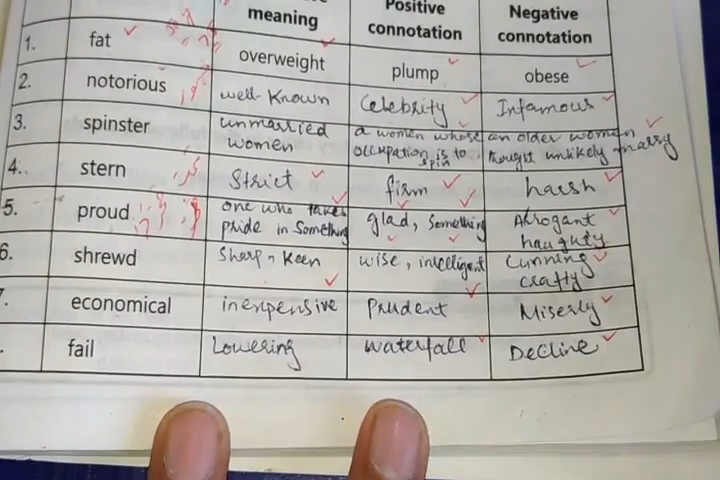 meaning
Positive
connotation
Negative
connotation
1. fat overweight plump obese
2. notorious well-known Celebrity Infamous
3. spinster unmarried
women a women whose
occupation is to
spin an older women
thought unlikely marry
4. stern Strict firm harsh
5. proud one who takes
pride in Something glad, Something Arrogant
haughty
6. shrewd Sharp, Keen wise, intelligent Cunning
crafty
7. economical inexpensive Prudent Miserly
fail Lowering waterfall Decline